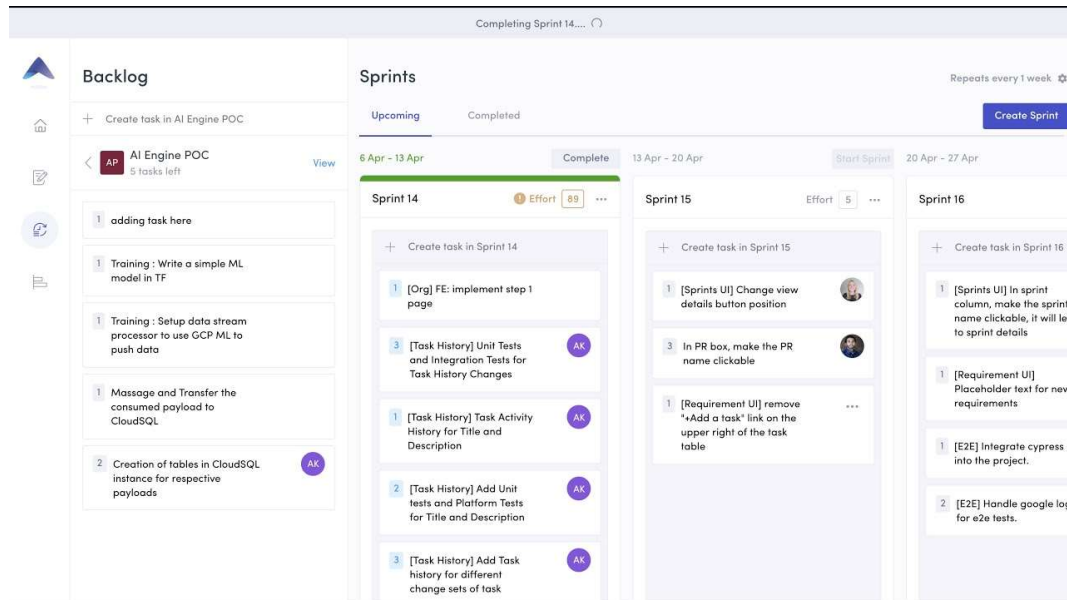 Completing Sprint 14....
Backlog
+ Create task in AI Engine POC
AP
AI Engine POC
5 tasks left
View
1 adding task here
1 Training : Write a simple ML
model in TF
1 Training : Setup data stream
processor to use GCP ML to
push data
1 Massage and Transfer the
consumed payload to
CloudSQL
2 Creation of tables in CloudSQL
instance for respective
payloads
AK
Sprints
Repeats every 1 week
Upcoming
Completed
Create Sprint
6 Apr - 13 Apr
Complete
Sprint 14
Effort 89
+ Create task in Sprint 14
1 [Org] FE: implement step 1
page
3 [Task History] Unit Tests
and Integration Tests for
Task History Changes
AK
1 [Task History] Task Activity
History for Title and
Description
AK
2 [Task History] Add Unit
tests and Platform Tests
for Title and Description
AK
3 [Task History] Add Task
history for different
change sets of task
AK
13 Apr - 20 Apr
Start Sprint
Sprint 15
Effort 5
+ Create task in Sprint 15
1 [Sprints UI] Change view
details button position
3 In PR box, make the PR
name clickable
1 [Requirement UI] remove
"+Add a task" link on the
upper right of the task
table
20 Apr - 27 Apr
Sprint 16
+ Create task in Sprint 16
1 [Sprints UI] In sprint
column, make the sprint
name clickable, it will le
to sprint details
1 [Requirement UI]
Placeholder text for new
requirements
1 [E2E] Integrate cypress
into the project.
2 [E2E] Handle google log
for e2e tests.